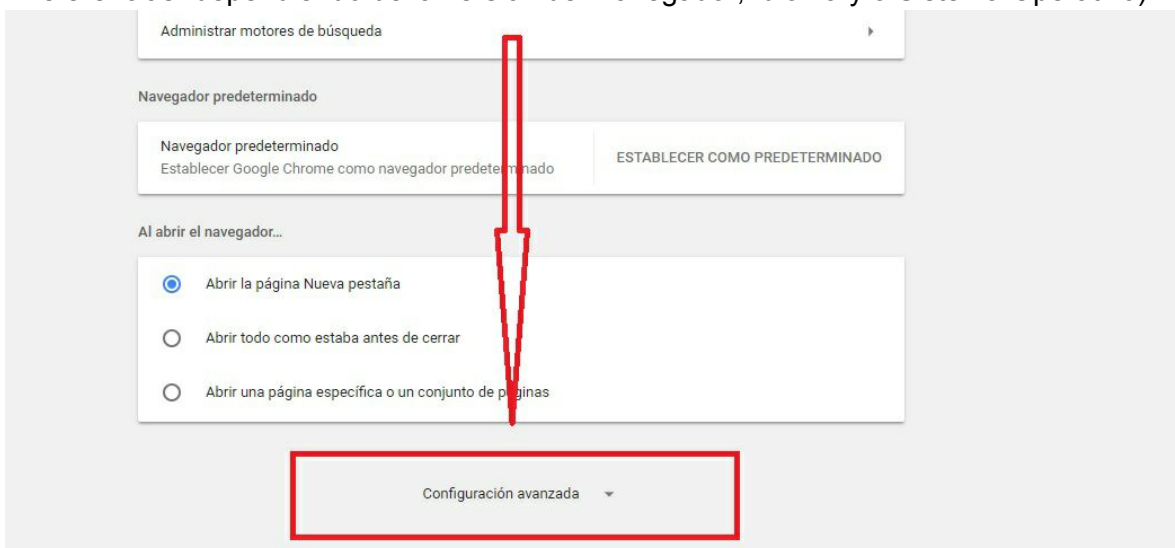 Administrar motores de búsqueda
Navegador predeterminado
Navegador predeterminado
Establecer Google Chrome como navegador predeterminado
ESTABLECER COMO PREDETERMINADO
Al abrir el navegador...
Abrir la página Nueva pestaña
Abrir todo como estaba antes de cerrar
Abrir una página específica o un conjunto de páginas
Configuración avanzada